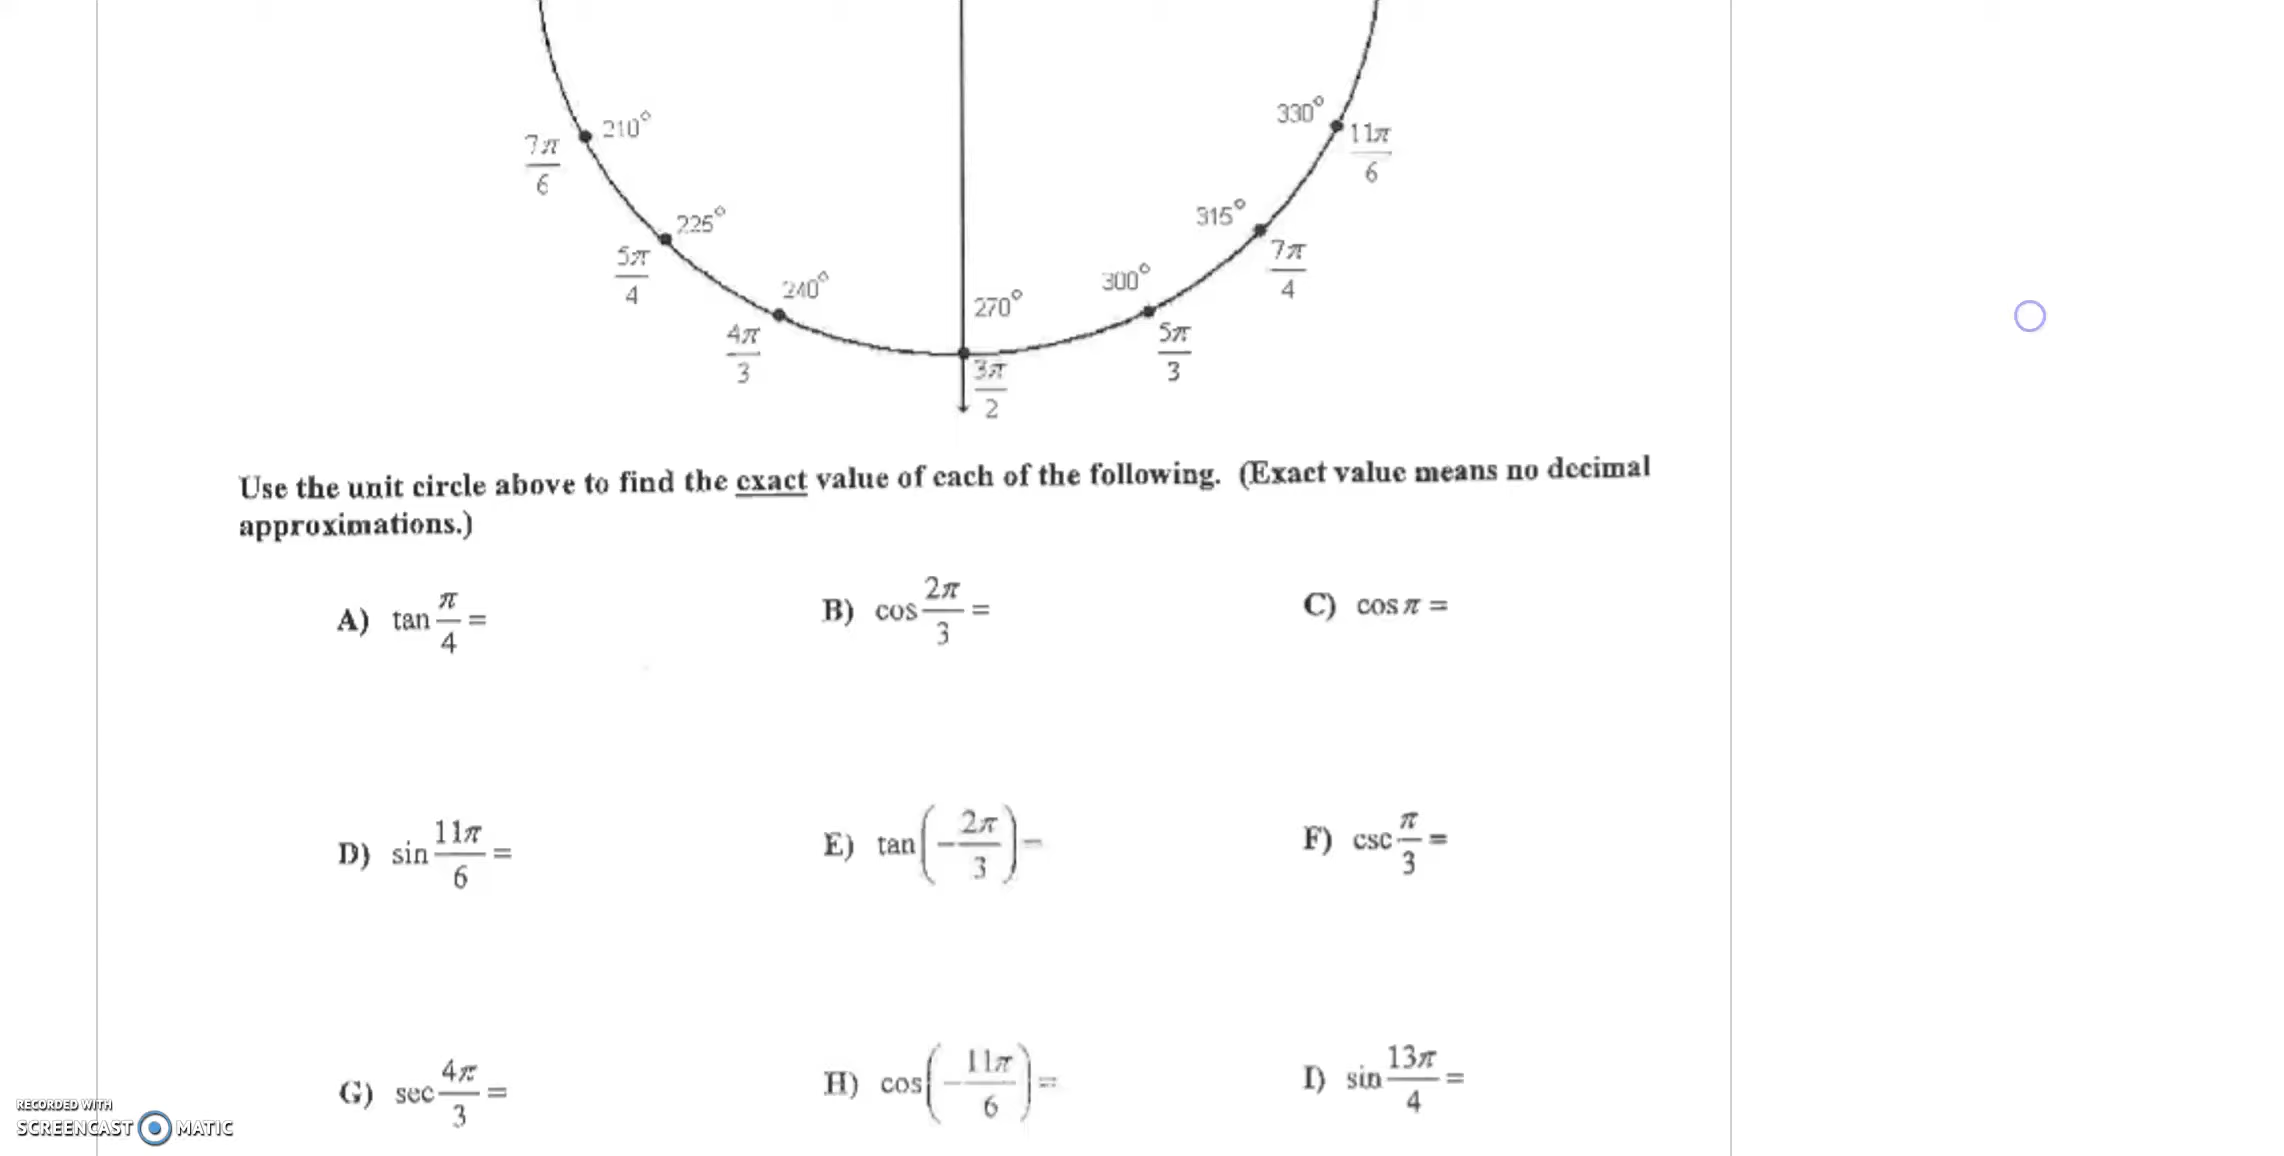 210°
7π/6
330°
11π/6
225°
5π/4
315°
7π/4
240°
4π/3
270°
3π/2
300°
5π/3
Use the unit circle above to find the exact value of each of the following. (Exact value means no decimal
approximations.)
A) tan π/4 =
B) cos 2π/3 =
C) cos π =
D) sin 11π/6 =
E) tan(-2π/3) =
F) csc π/3 =
G) sec 4π/3 =
H) cos(-11π/6) =
I) sin 13π/4 =
RECORDED WITH
SCREENCAST MATIC